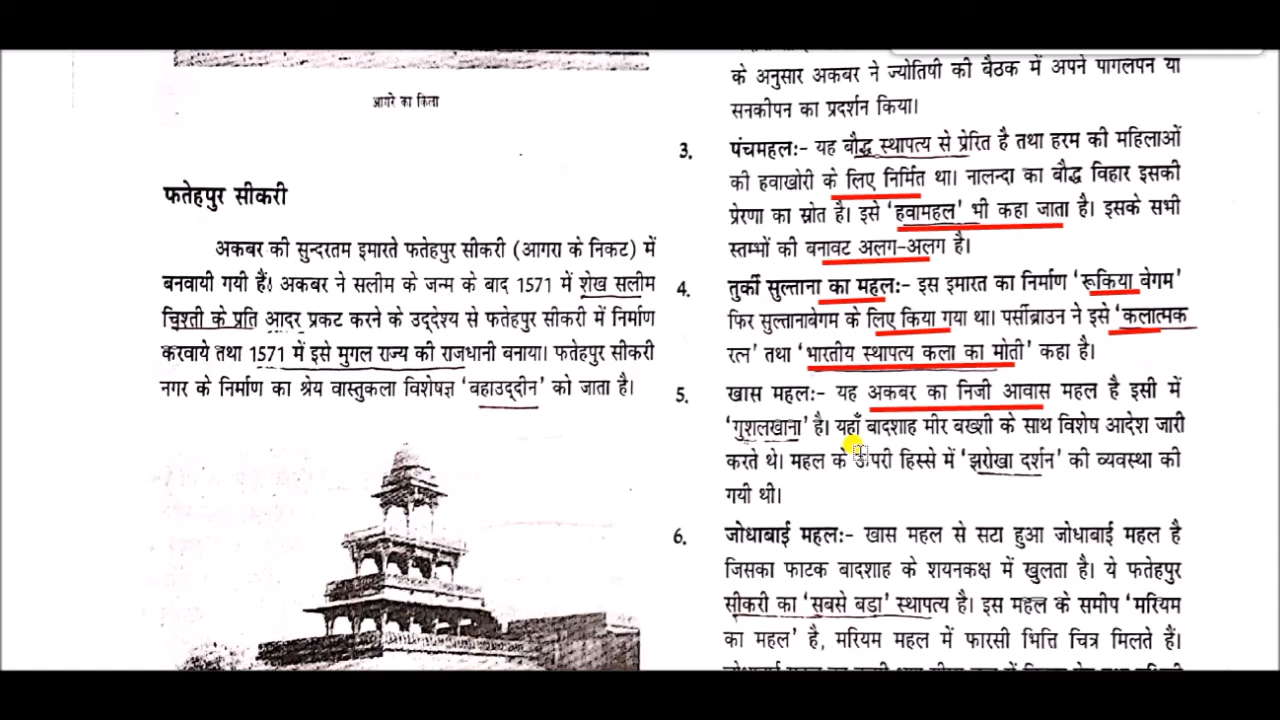 आगरे का किला
फतेहपुर सीकरी
अकबर की सुन्दरतम इमारते फतेहपुर सीकरी (आगरा के निकट) में
बनवायी गयी हैं। अकबर ने सलीम के जन्म के बाद 1571 में शेख सलीम
चिश्ती के प्रति आदर प्रकट करने के उद्देश्य से फतेहपुर सीकरी में निर्माण
करवाये तथा 1571 में इसे मुगल राज्य की राजधानी बनाया। फतेहपुर सीकरी
नगर के निर्माण का श्रेय वास्तुकला विशेषज्ञ 'बहाउद्दीन' को जाता है।
के अनुसार अकबर ने ज्योतिषी की बैठक में अपने पागलपन या
सनकीपन का प्रदर्शन किया।
3. पंचमहल:- यह बौद्ध स्थापत्य से प्रेरित है तथा हरम की महिलाओं
की हवाखोरी के लिए निर्मित था। नालन्दा का बौद्ध विहार इसकी
प्रेरणा का स्रोत है। इसे 'हवामहल' भी कहा जाता है। इसके सभी
स्तम्भों की बनावट अलग-अलग है।
4. तुर्की सुल्ताना का महल:- इस इमारत का निर्माण 'रूकिया बेगम'
फिर सुल्तानाबेगम के लिए किया गया था। पर्सीब्राउन ने इसे 'कलात्मक
रत्न' तथा 'भारतीय स्थापत्य कला का मोती' कहा है।
5. खास महल:- यह अकबर का निजी आवास महल है इसी में
'गुशलखाना' है। यहाँ बादशाह मीर बख्शी के साथ विशेष आदेश जारी
करते थे। महल के ऊपरी हिस्से में 'झरोखा दर्शन' की व्यवस्था की
गयी थी।
6. जोधाबाई महल:- खास महल से सटा हुआ जोधाबाई महल है
जिसका फाटक बादशाह के शयनकक्ष में खुलता है। ये फतेहपुर
सीकरी का 'सबसे बडा' स्थापत्य है। इस महल के समीप 'मरियम
का महल' है, मरियम महल में फारसी भित्ति चित्र मिलते हैं।